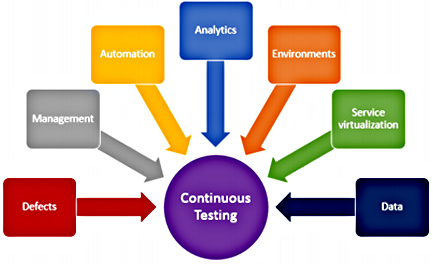 Analytics
Automation
Environments
Management
Service
virtualization
Defects
Continuous
Testing
Data